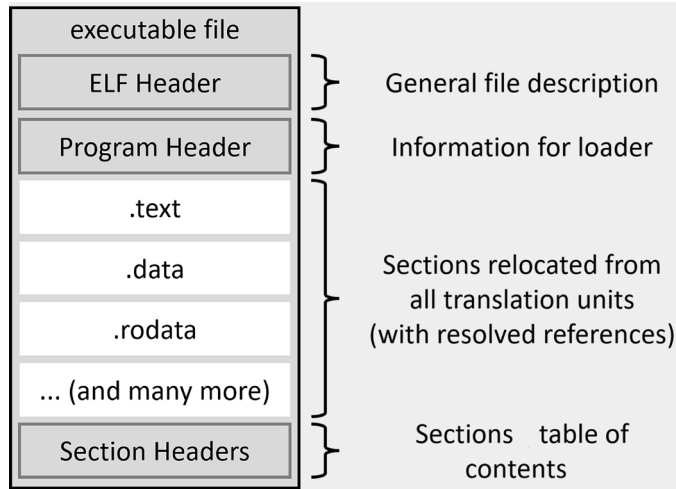 executable file
ELF Header
General file description
Program Header
Information for loader
.text
.data
.rodata
... (and many more)
Sections relocated from
all translation units
(with resolved references)
Section Headers
Sections table of
contents